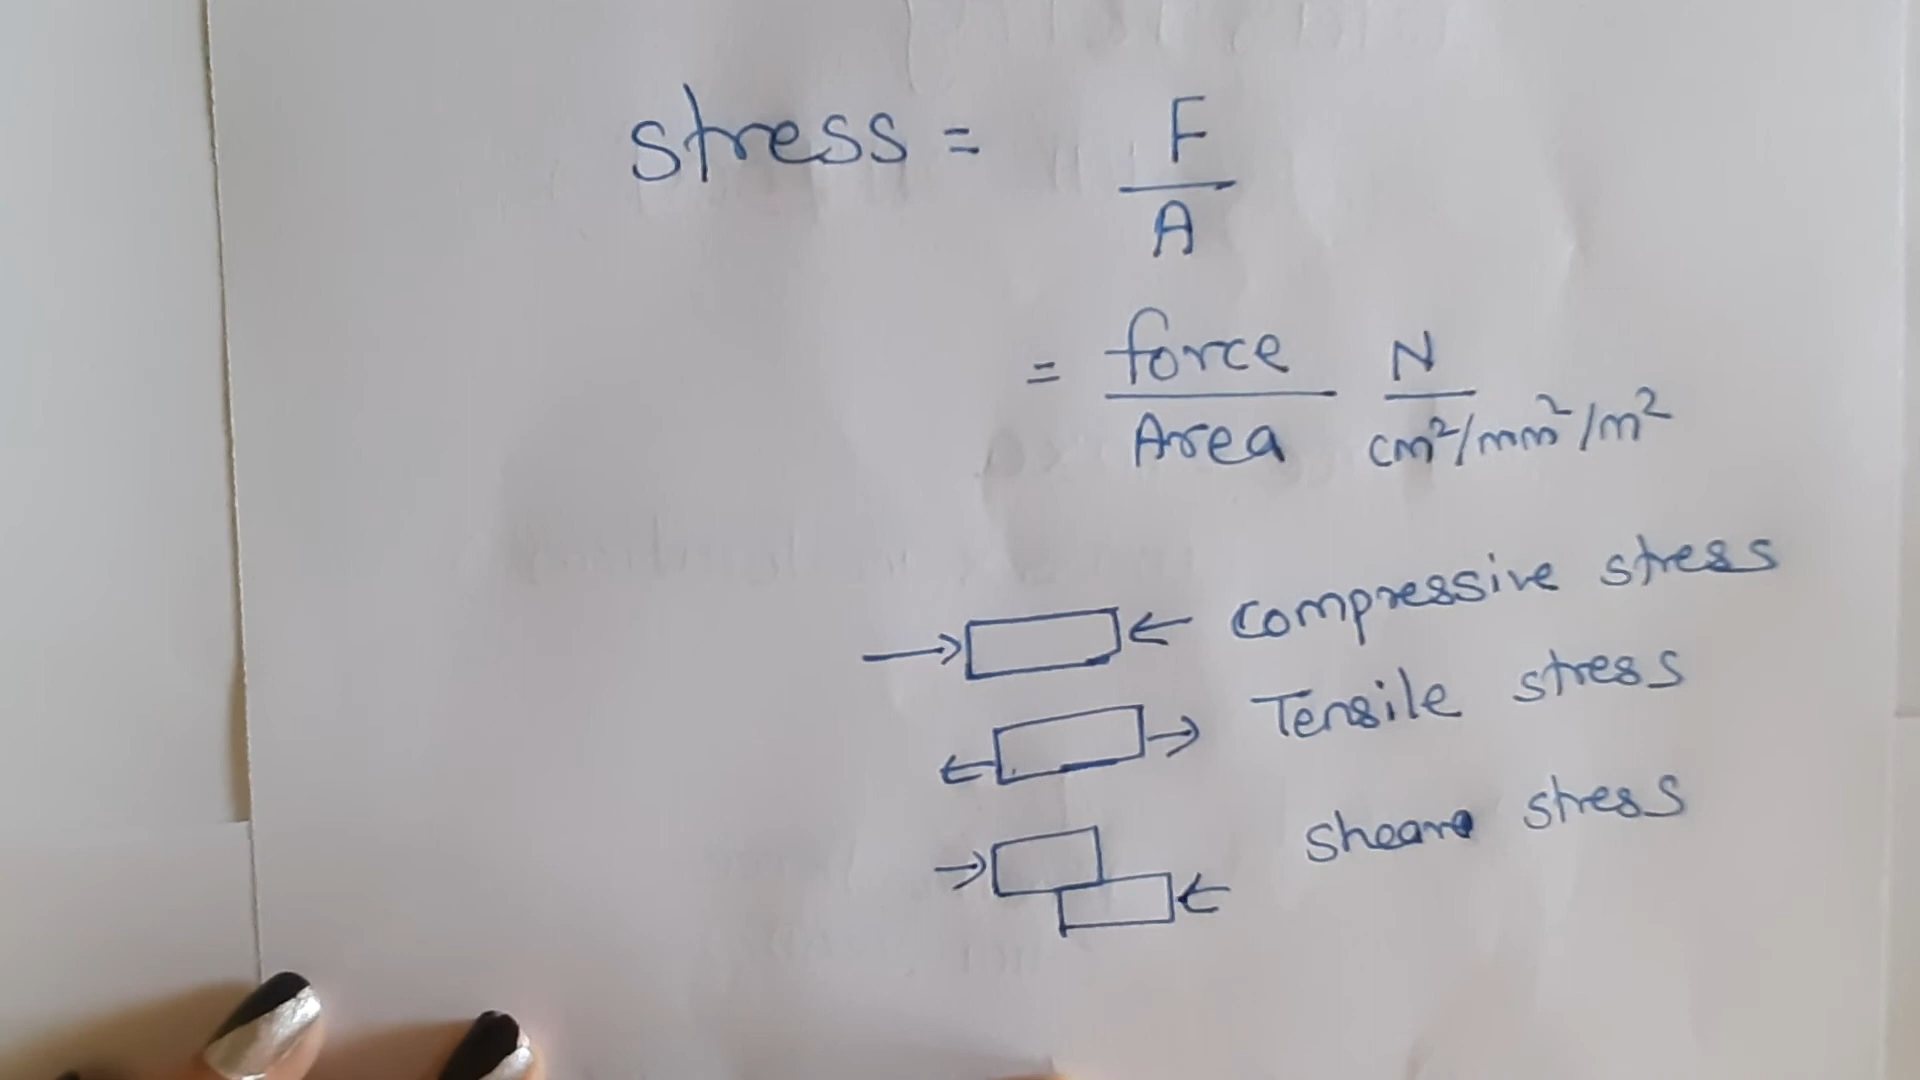 stress = F
A
= force N
Area cm²/mm²/m²
compressive stress
Tensile stress
shear stress